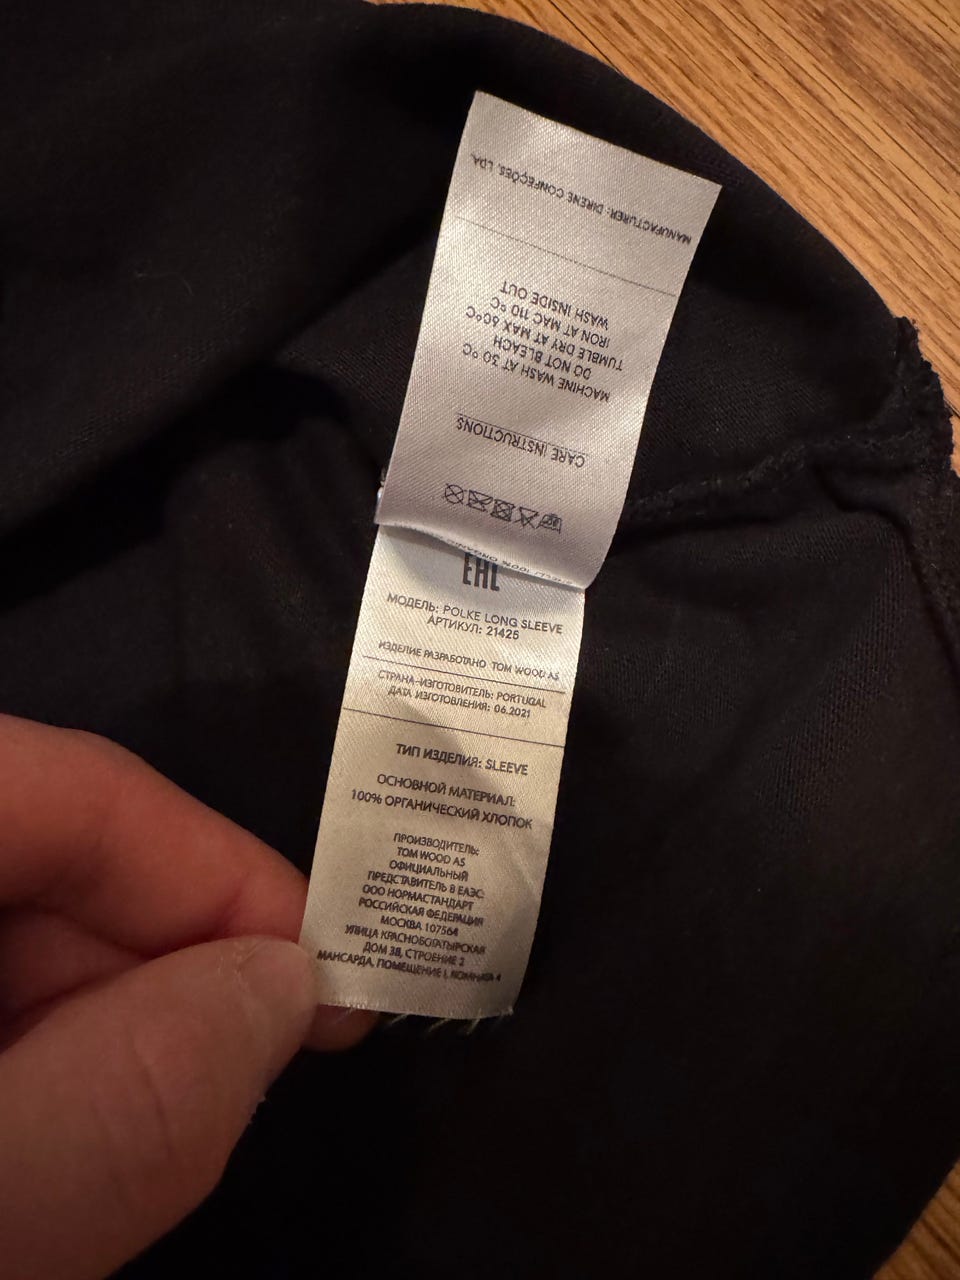 MANUFACTURER: DIRENE CONFEÇÕES, LDA.
CARE INSTRUCTIONS
MACHINE WASH AT 30 °C
DO NOT BLEACH
TUMBLE DRY AT MAX 60°C
IRON AT MAC 110 °C
WASH INSIDE OUT
EAC
МОДЕЛЬ: POLKE LONG SLEEVE
АРТИКУЛ: 21425
ИЗДЕЛИЕ РАЗРАБОТАНО TOM WOOD AS
СТРАНА-ИЗГОТОВИТЕЛЬ: PORTUGAL
ДАТА ИЗГОТОВЛЕНИЯ: 06.2021
ТИП ИЗДЕЛИЯ: SLEEVE
ОСНОВНОЙ МАТЕРИАЛ:
100% ОРГАНИЧЕСКИЙ ХЛОПОК
ПРОИЗВОДИТЕЛЬ:
TOM WOOD AS
ОФИЦИАЛЬНЫЙ
ПРЕДСТАВИТЕЛЬ В ЕАЭС:
ООО НОРМАСТАНДАРТ
РОССИЙСКАЯ ФЕДЕРАЦИЯ
МОСКВА 107564
УЛИЦА КРАСНОБОГАТЫРСКАЯ
ДОМ 38, СТРОЕНИЕ 2
МАНСАРДА, ПОМЕЩЕНИЕ I, КОМНАТА 4